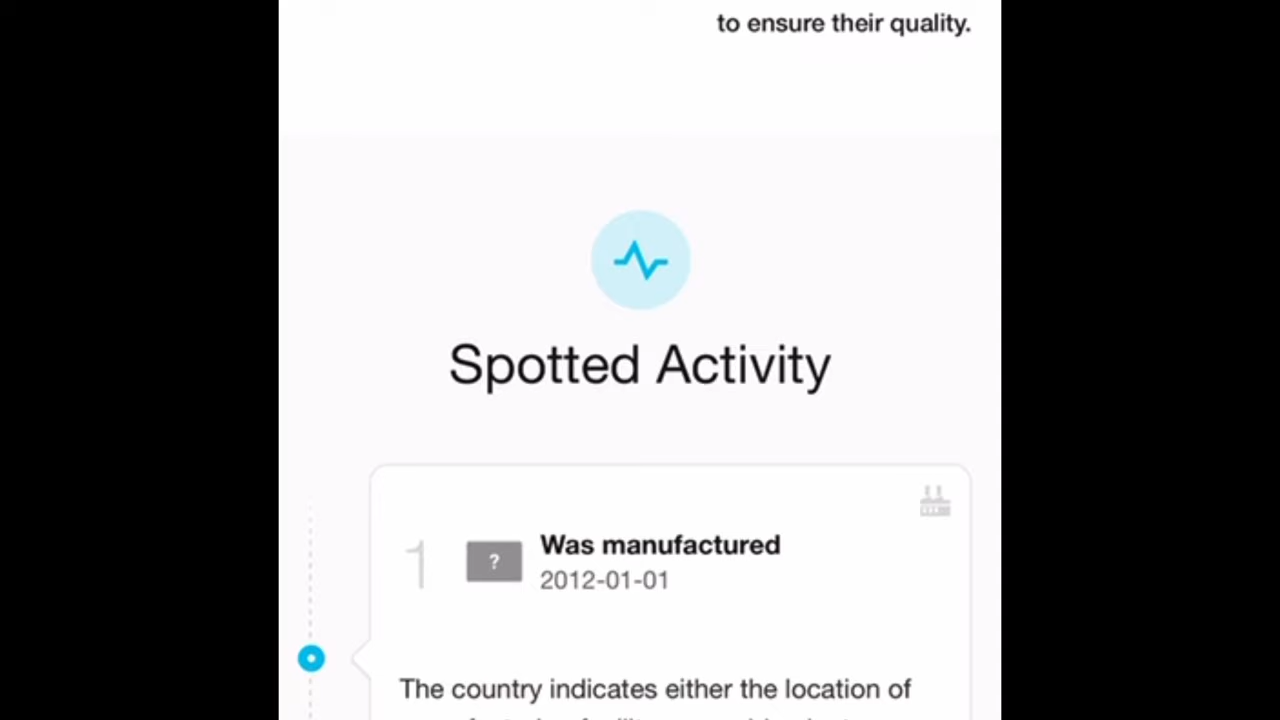 to ensure their quality.
Spotted Activity
1
?
Was manufactured
2012-01-01
The country indicates either the location of